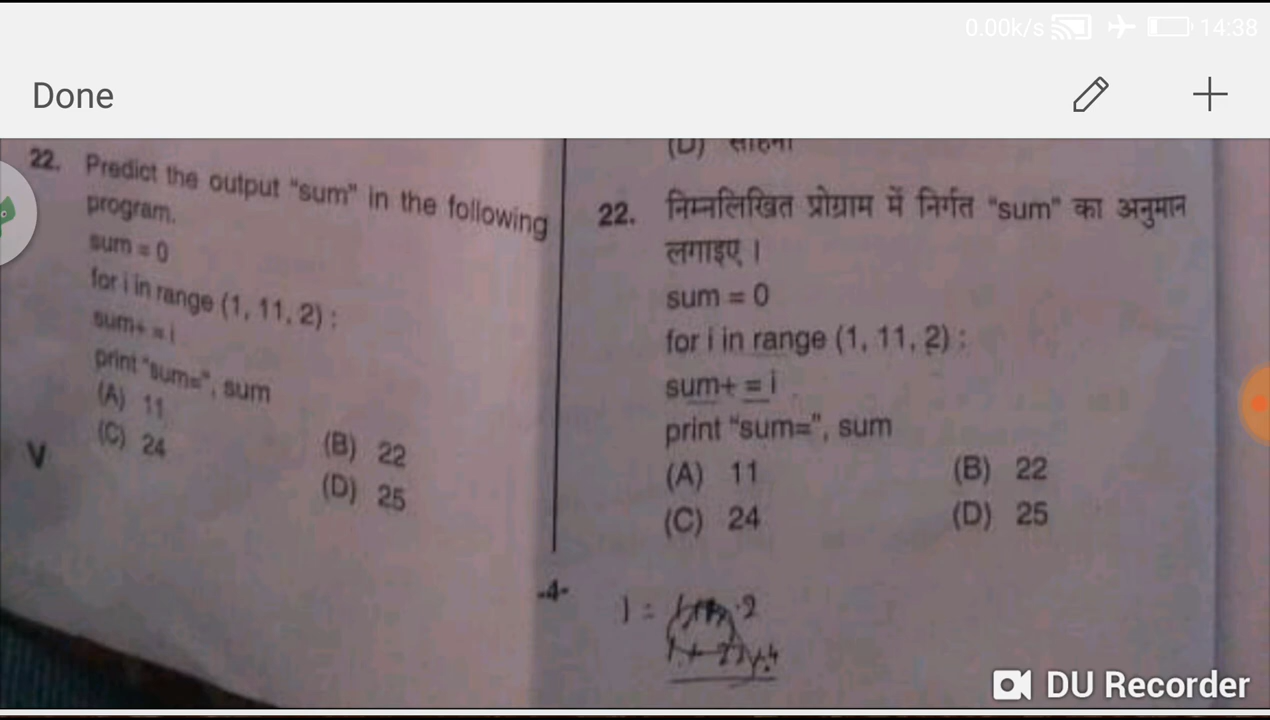 0.00k/s 14:38
Done
22. Predict the output "sum" in the following
program.
sum = 0
for i in range (1, 11, 2) :
sum+ = i
print "sum=", sum
(A) 11
(B) 22
(C) 24
(D) 25
V
(D)
22. निम्नलिखित प्रोग्राम में निर्गत "sum" का अनुमान
लगाइए ।
sum = 0
for i in range (1, 11, 2) :
sum+ = i
print "sum=", sum
(A) 11 (B) 22
(C) 24 (D) 25
-4-
DU Recorder